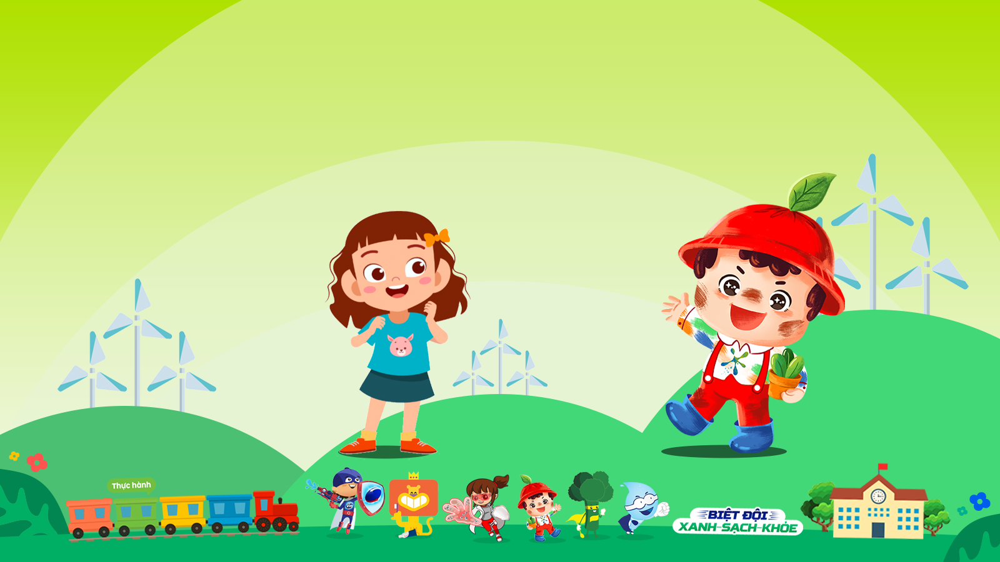 Thực hành
BIỆT ĐỘI
XANH-SẠCH-KHỎE